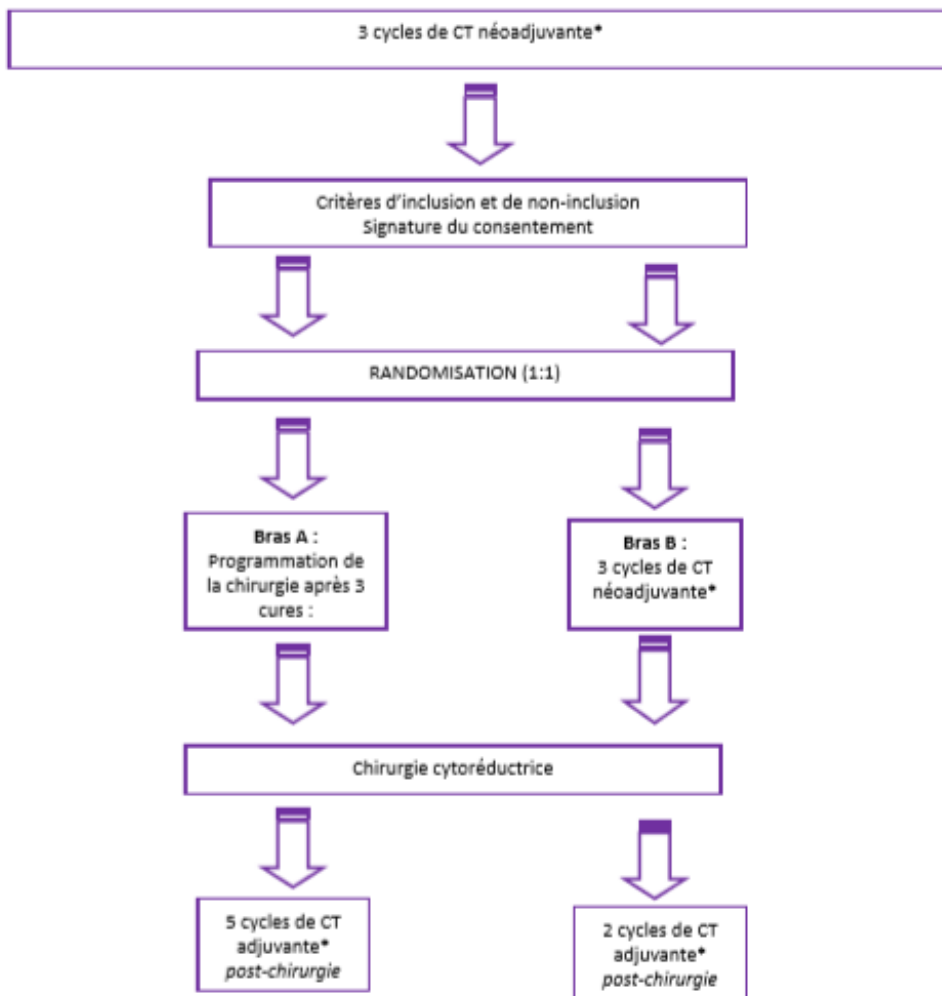 3 cycles de CT néoadjuvante*
Critères d'inclusion et de non-inclusion
Signature du consentement
RANDOMISATION (1:1)
Bras A :
Programmation de
la chirurgie après 3
cures :
Bras B :
3 cycles de CT
néoadjuvante*
Chirurgie cytoréductrice
5 cycles de CT
adjuvante*
post-chirurgie
2 cycles de CT
adjuvante*
post-chirurgie